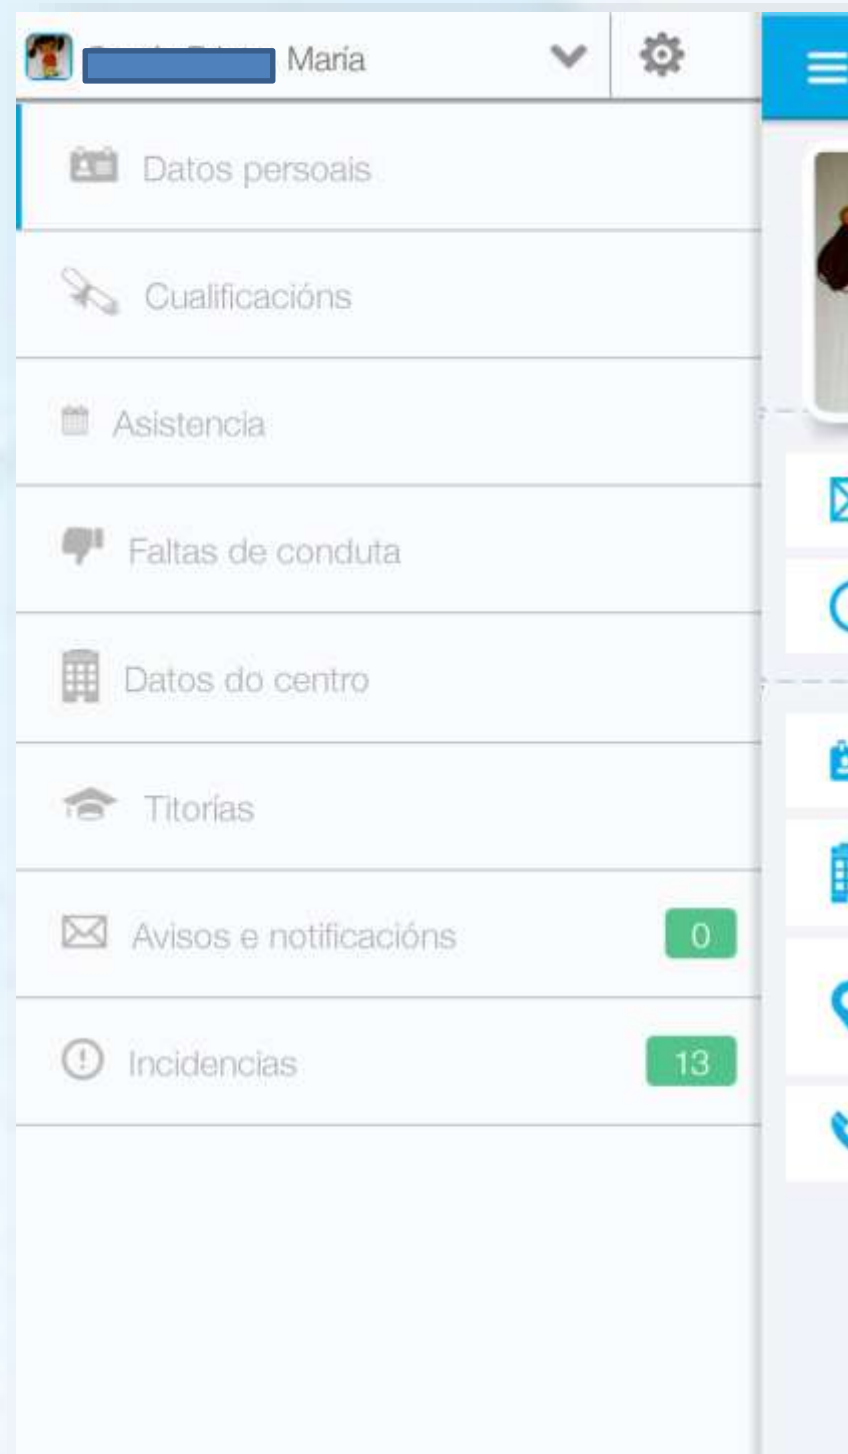 María
Datos persoais
Cualificacións
Asistencia
Faltas de conduta
Datos do centro
Titorías
Avisos e notificacións 0
Incidencias 13